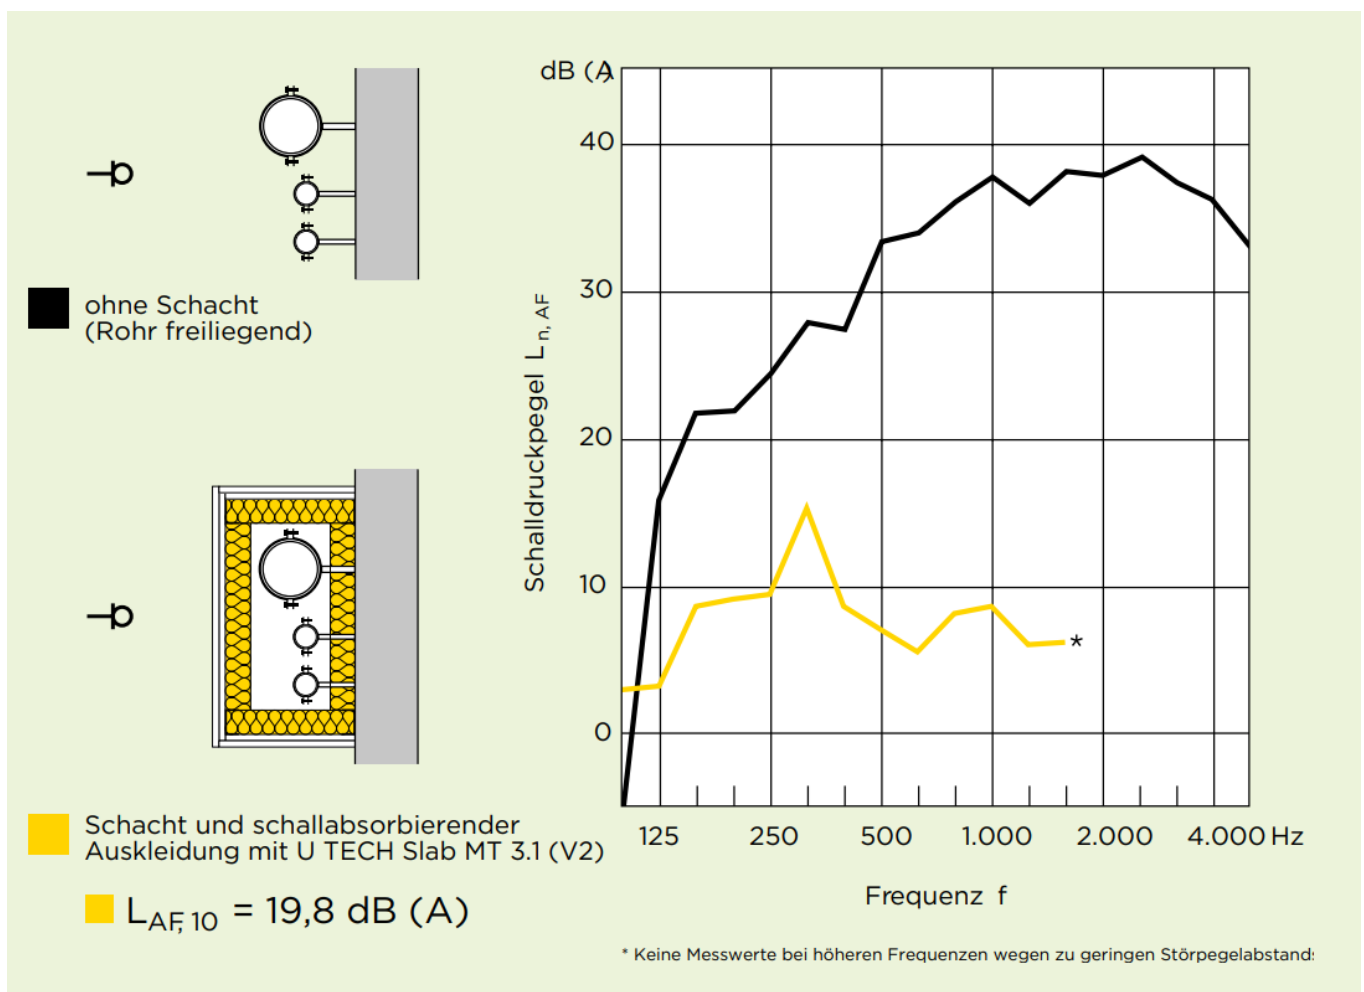 ohne Schacht
(Rohr freiliegend)
Schacht und schallabsorbierender
Auskleidung mit U TECH Slab MT 3.1 (V2)
L AF, 10 = 19,8 dB (A)
dB (A)
40
30
20
10
0
Schalldruckpegel L n, AF
125 250 500 1.000 2.000 4.000 Hz
Frequenz f
*
* Keine Messwerte bei höheren Frequenzen wegen zu geringen Störpegelabstands